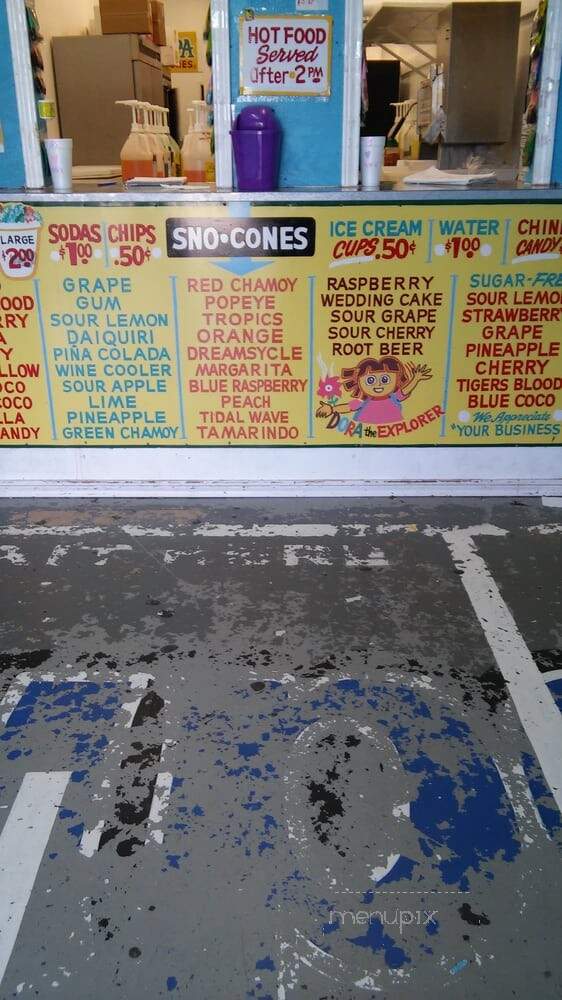 HOT FOOD
Served
after 2 PM
LARGE
$2.00
SODAS
$1.00
CHIPS
.50¢
SNO-CONES
ICE CREAM
CUPS .50¢
WATER
$1.00
CANDY
GRAPE
GUM
SOUR LEMON
DAIQUIRI
PIÑA COLADA
WINE COOLER
SOUR APPLE
LIME
PINEAPPLE
GREEN CHAMOY
RED CHAMOY
POPEYE
TROPICS
ORANGE
DREAMSYCLE
MARGARITA
BLUE RASPBERRY
PEACH
TIDAL WAVE
TAMARINDO
RASPBERRY
WEDDING CAKE
SOUR GRAPE
SOUR CHERRY
ROOT BEER
DORA the EXPLORER
SUGAR-FRE
SOUR LEMO
STRAWBERRY
GRAPE
PINEAPPLE
CHERRY
TIGERS BLOOD
BLUE COCO
We Appreciate
"YOUR BUSINESS
menupix